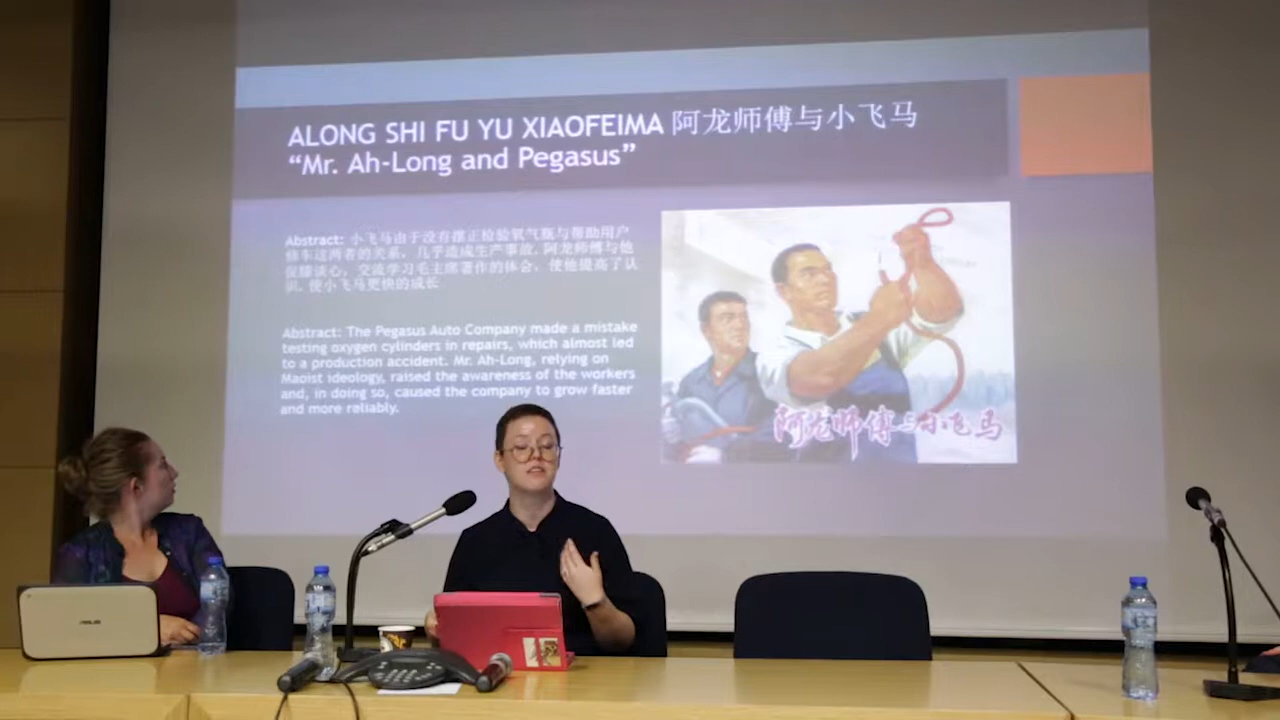 ALONG SHI FU YU XIAOFEIMA 阿龙师傅与小飞马
“Mr. Ah-Long and Pegasus”
Abstract: 小飞马由于没有摆正检验氧气瓶与帮助用户
修车这两者的关系, 几乎造成生产事故, 阿龙师傅与他
促膝谈心, 交流学习毛主席著作的体会, 使他提高了认
识, 使小飞马更快的成长
Abstract: The Pegasus Auto Company made a mistake
testing oxygen cylinders in repairs, which almost led
to a production accident. Mr. Ah-Long, relying on
Maoist ideology, raised the awareness of the workers
and, in doing so, caused the company to grow faster
and more reliably.
阿龙师傅与小飞马
ASUS